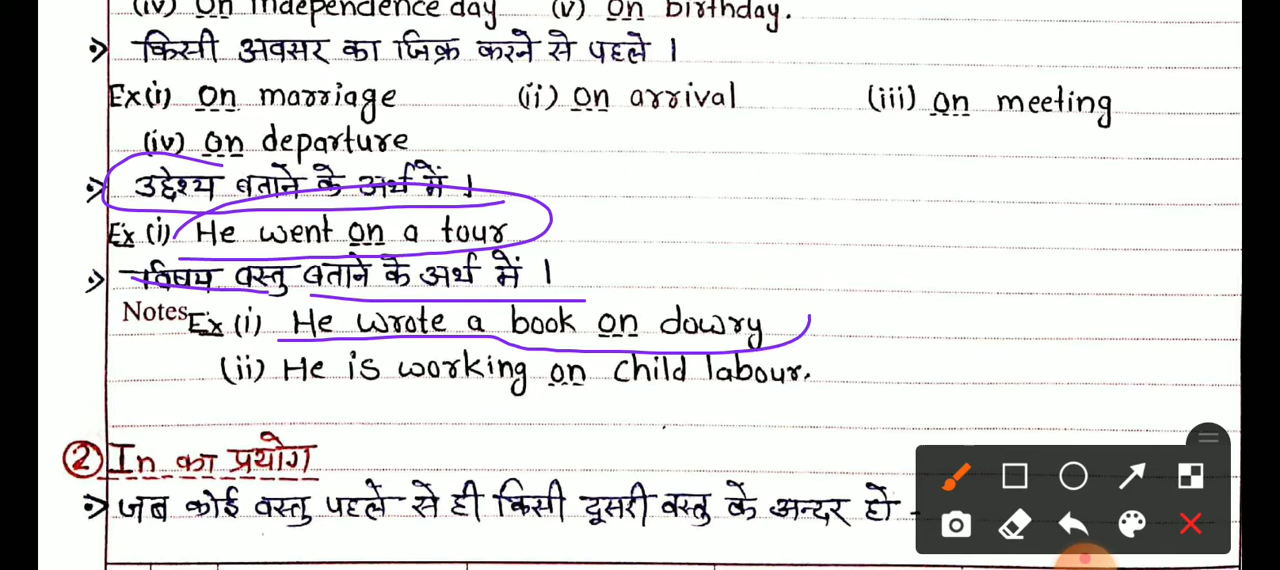 (iv) on independence day (v) on birthday.
किसी अवसर का जिक्र करने से पहले ।
Ex(i) on marriage (ii) on arrival (iii) on meeting
(iv) on departure
उद्देश्य बताने के अर्थ में ।
Ex (i) He went on a tour
विषय वस्तु बताने के अर्थ में ।
Notes Ex (i) He wrote a book on dowry
(ii) He is working on child labour.
② In का प्रयोग
जब कोई वस्तु पहले से ही किसी दूसरी वस्तु के अन्दर हो -